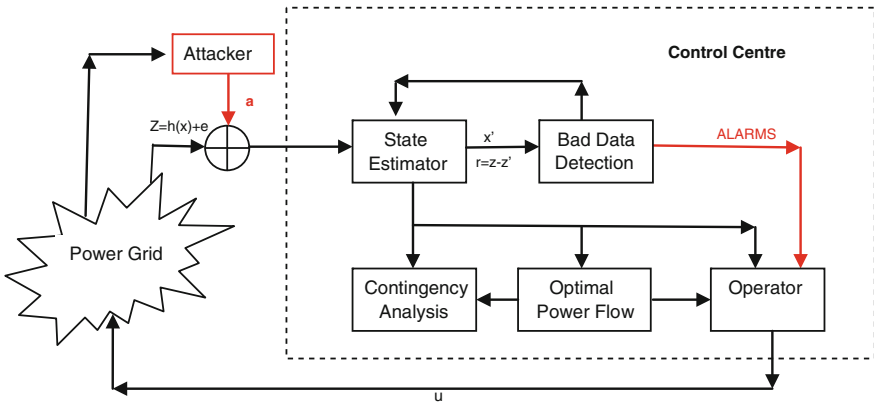 Attacker
Control Centre
a
Z=h(x)+e
State
Estimator
x'
r=z-z'
Bad Data
Detection
ALARMS
Power Grid
Contingency
Analysis
Optimal
Power Flow
Operator
u